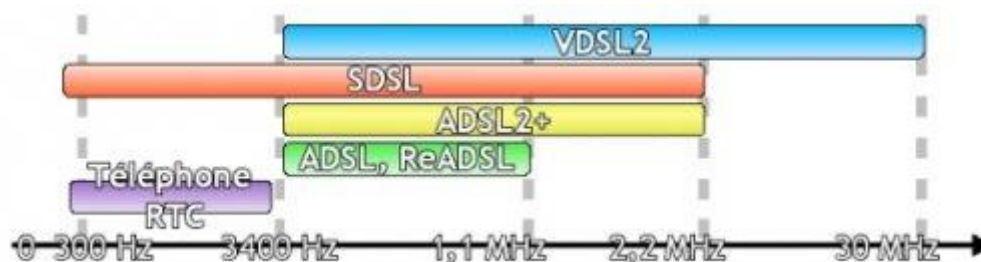 VDSL2
SDSL
ADSL2+
ADSL, ReADSL
Téléphone
RTC
0 300 Hz 3400 Hz 1,1 MHz 2,2 MHz 30 MHz